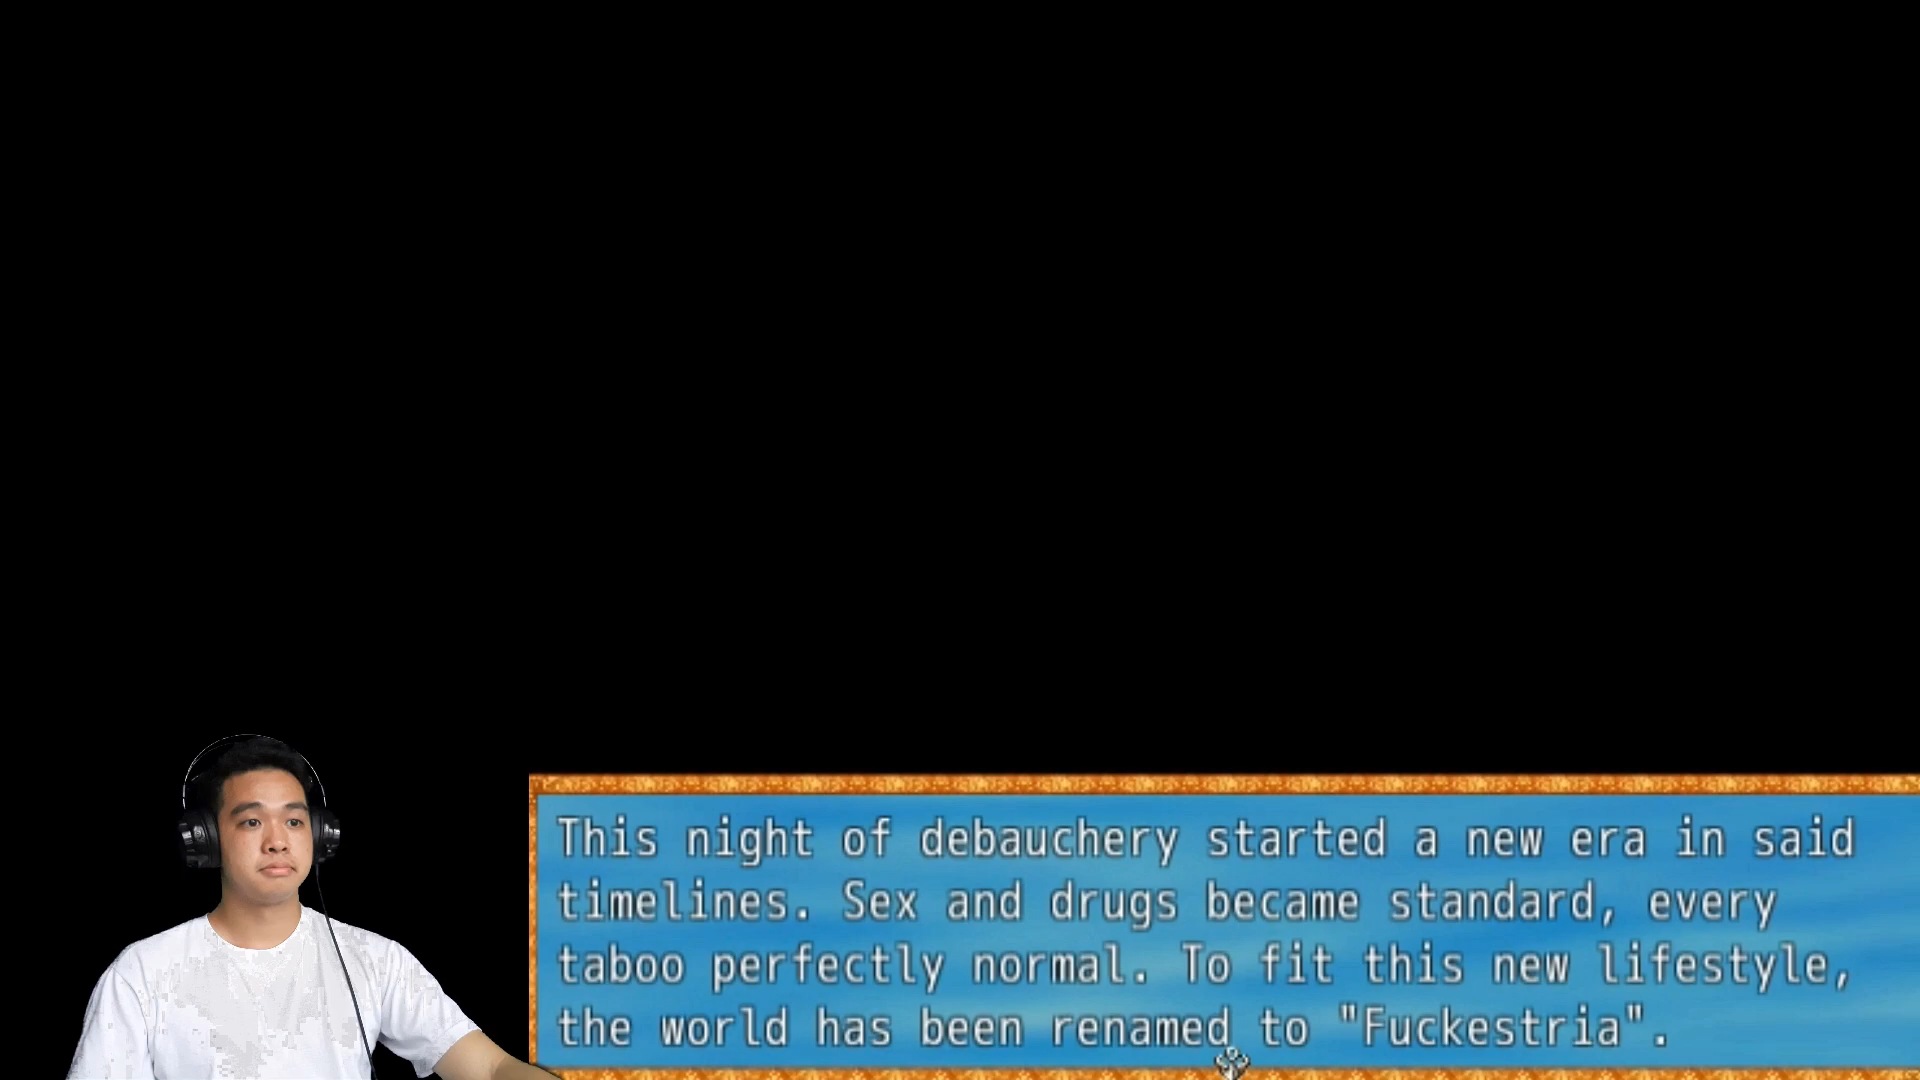 This night of debauchery started a new era in said
timelines. Sex and drugs became standard, every
taboo perfectly normal. To fit this new lifestyle,
the world has been renamed to "Fuckestria".